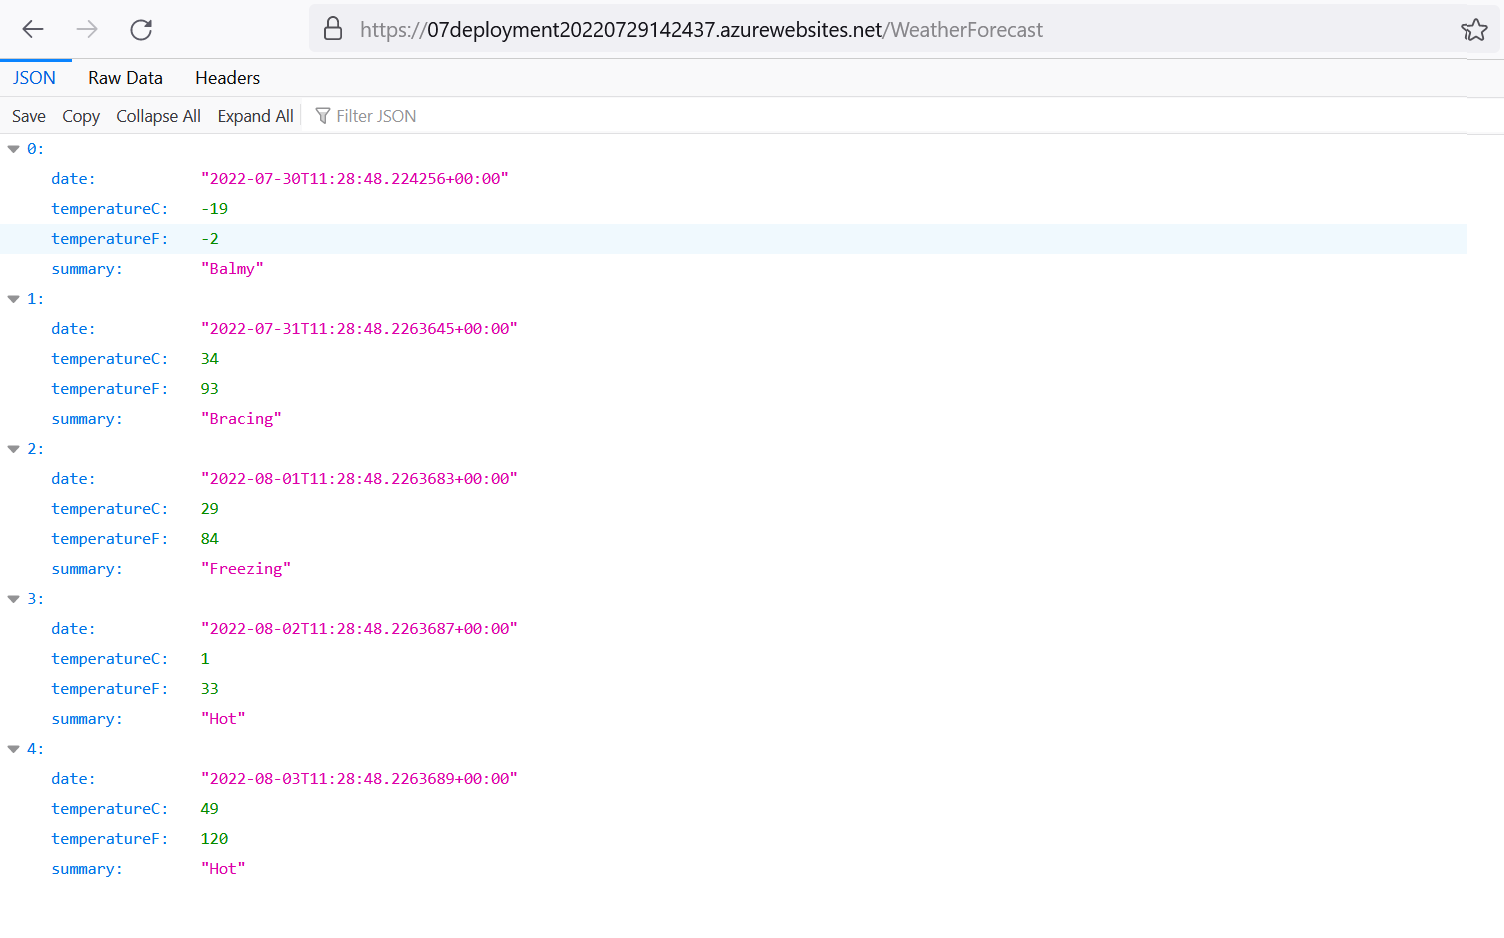 https://07deployment20220729142437.azurewebsites.net/WeatherForecast
JSON Raw Data Headers
Save Copy Collapse All Expand All Filter JSON
0:
date: "2022-07-30T11:28:48.224256+00:00"
temperatureC: -19
temperatureF: -2
summary: "Balmy"
1:
date: "2022-07-31T11:28:48.2263645+00:00"
temperatureC: 34
temperatureF: 93
summary: "Bracing"
2:
date: "2022-08-01T11:28:48.2263683+00:00"
temperatureC: 29
temperatureF: 84
summary: "Freezing"
3:
date: "2022-08-02T11:28:48.2263687+00:00"
temperatureC: 1
temperatureF: 33
summary: "Hot"
4:
date: "2022-08-03T11:28:48.2263689+00:00"
temperatureC: 49
temperatureF: 120
summary: "Hot"